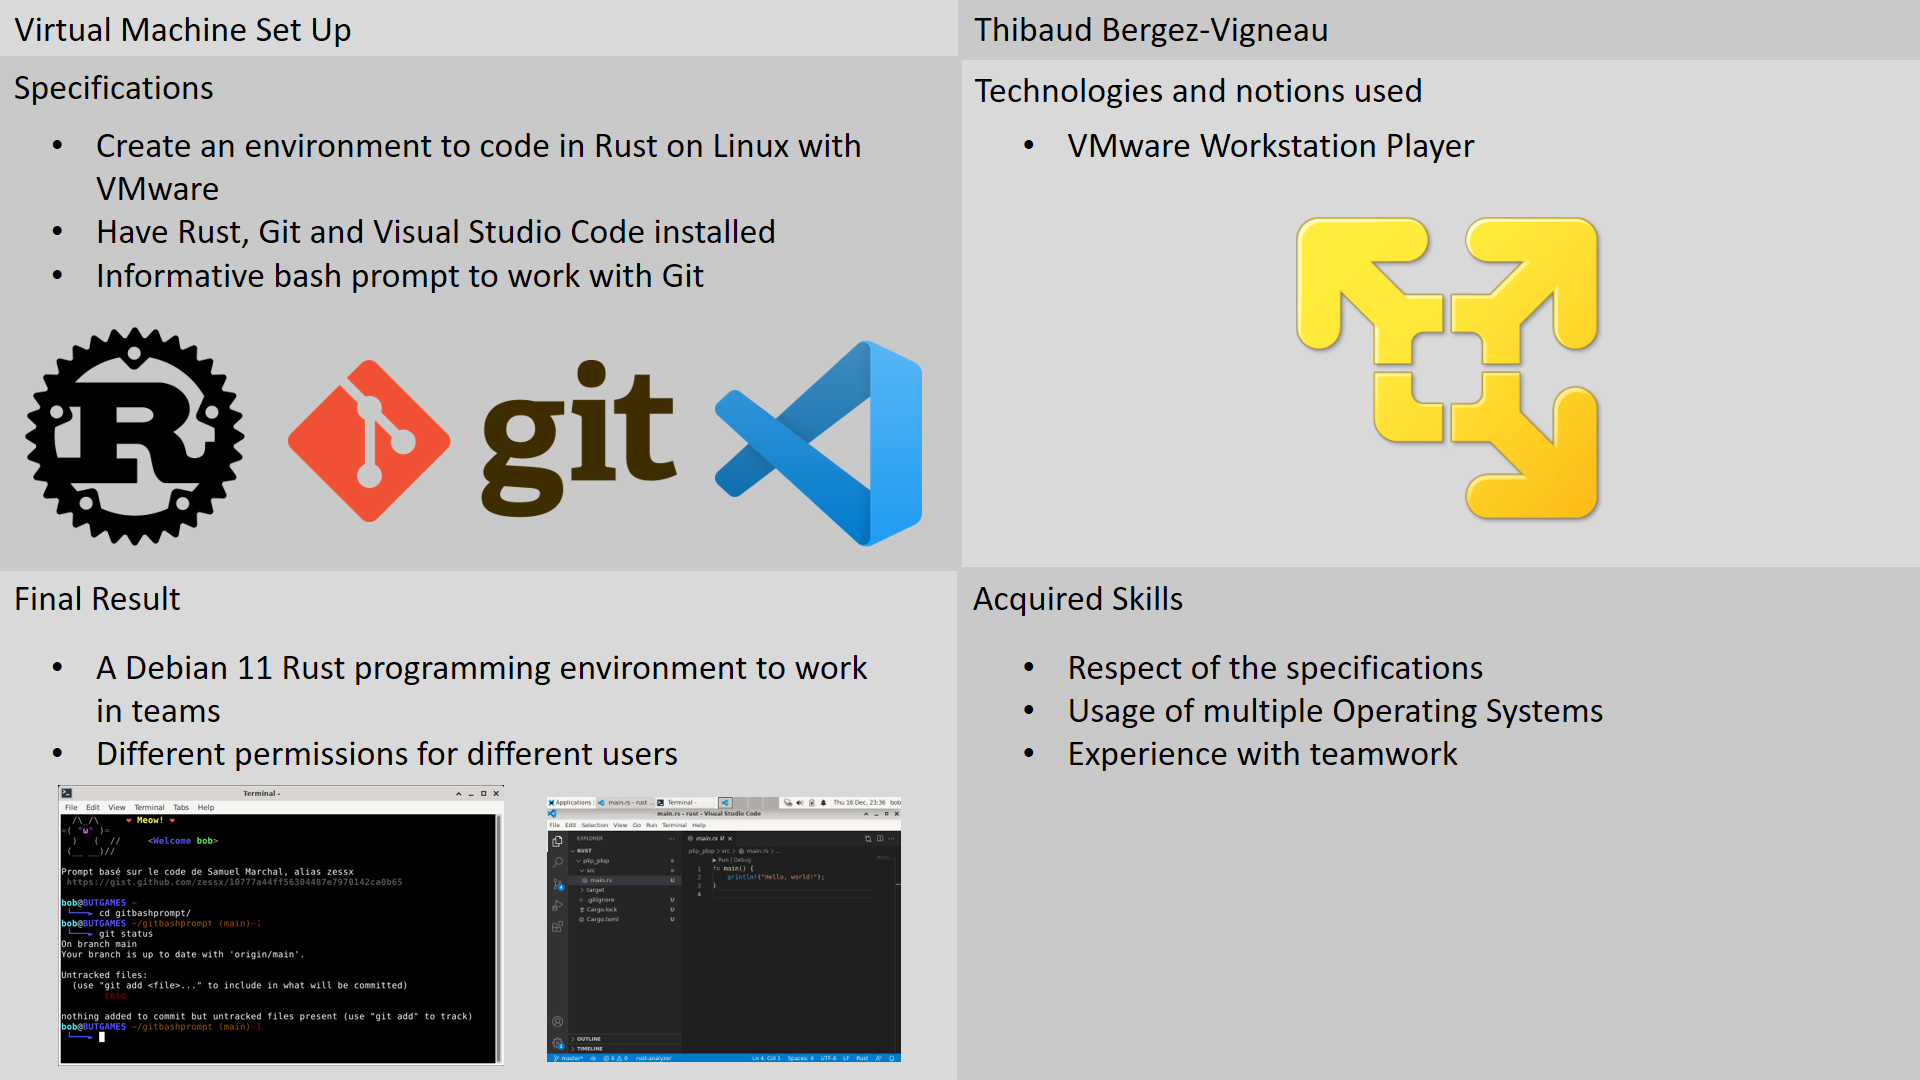 Virtual Machine Set Up
Thibaud Bergez-Vigneau
Specifications
• Create an environment to code in Rust on Linux with
VMware
• Have Rust, Git and Visual Studio Code installed
• Informative bash prompt to work with Git
R
git
Technologies and notions used
• VMware Workstation Player
Final Result
• A Debian 11 Rust programming environment to work
in teams
• Different permissions for different users
Terminal -
File Edit View Terminal Tabs Help
/\_/\ ❤ Meow! ❤
=( °ω° )=
) ( // <Welcome bob>
(__ __)//
Prompt basé sur le code de Samuel Marchal, alias zessx
https://gist.github.com/zessx/10777a44ff56304487e7970142ca0b65
bob@BUTGAMES ~
└──► cd gitbashprompt/
bob@BUTGAMES ~/gitbashprompt (main)-1
└──► git status
On branch main
Your branch is up to date with 'origin/main'.
Untracked files:
(use "git add <file>..." to include in what will be committed)
toto
nothing added to commit but untracked files present (use "git add" to track)
bob@BUTGAMES ~/gitbashprompt (main)-1
└──►
Applications main.rs - rust ... Terminal - Thu 16 Dec, 23:36 bob
main.rs - rust - Visual Studio Code
File Edit Selection View Go Run Terminal Help
EXPLORER ...
RUST
plip_plop
src
main.rs U
target
.gitignore U
Cargo.lock U
Cargo.toml U
OUTLINE
TIMELINE
main.rs U ×
plip_plop > src > main.rs > ...
▶ Run | Debug
1 fn main() {
2 println!("Hello, world!");
3 }
4
master* 0 0 rust-analyzer Ln 4, Col 1 Spaces: 4 UTF-8 LF Rust
Acquired Skills
• Respect of the specifications
• Usage of multiple Operating Systems
• Experience with teamwork